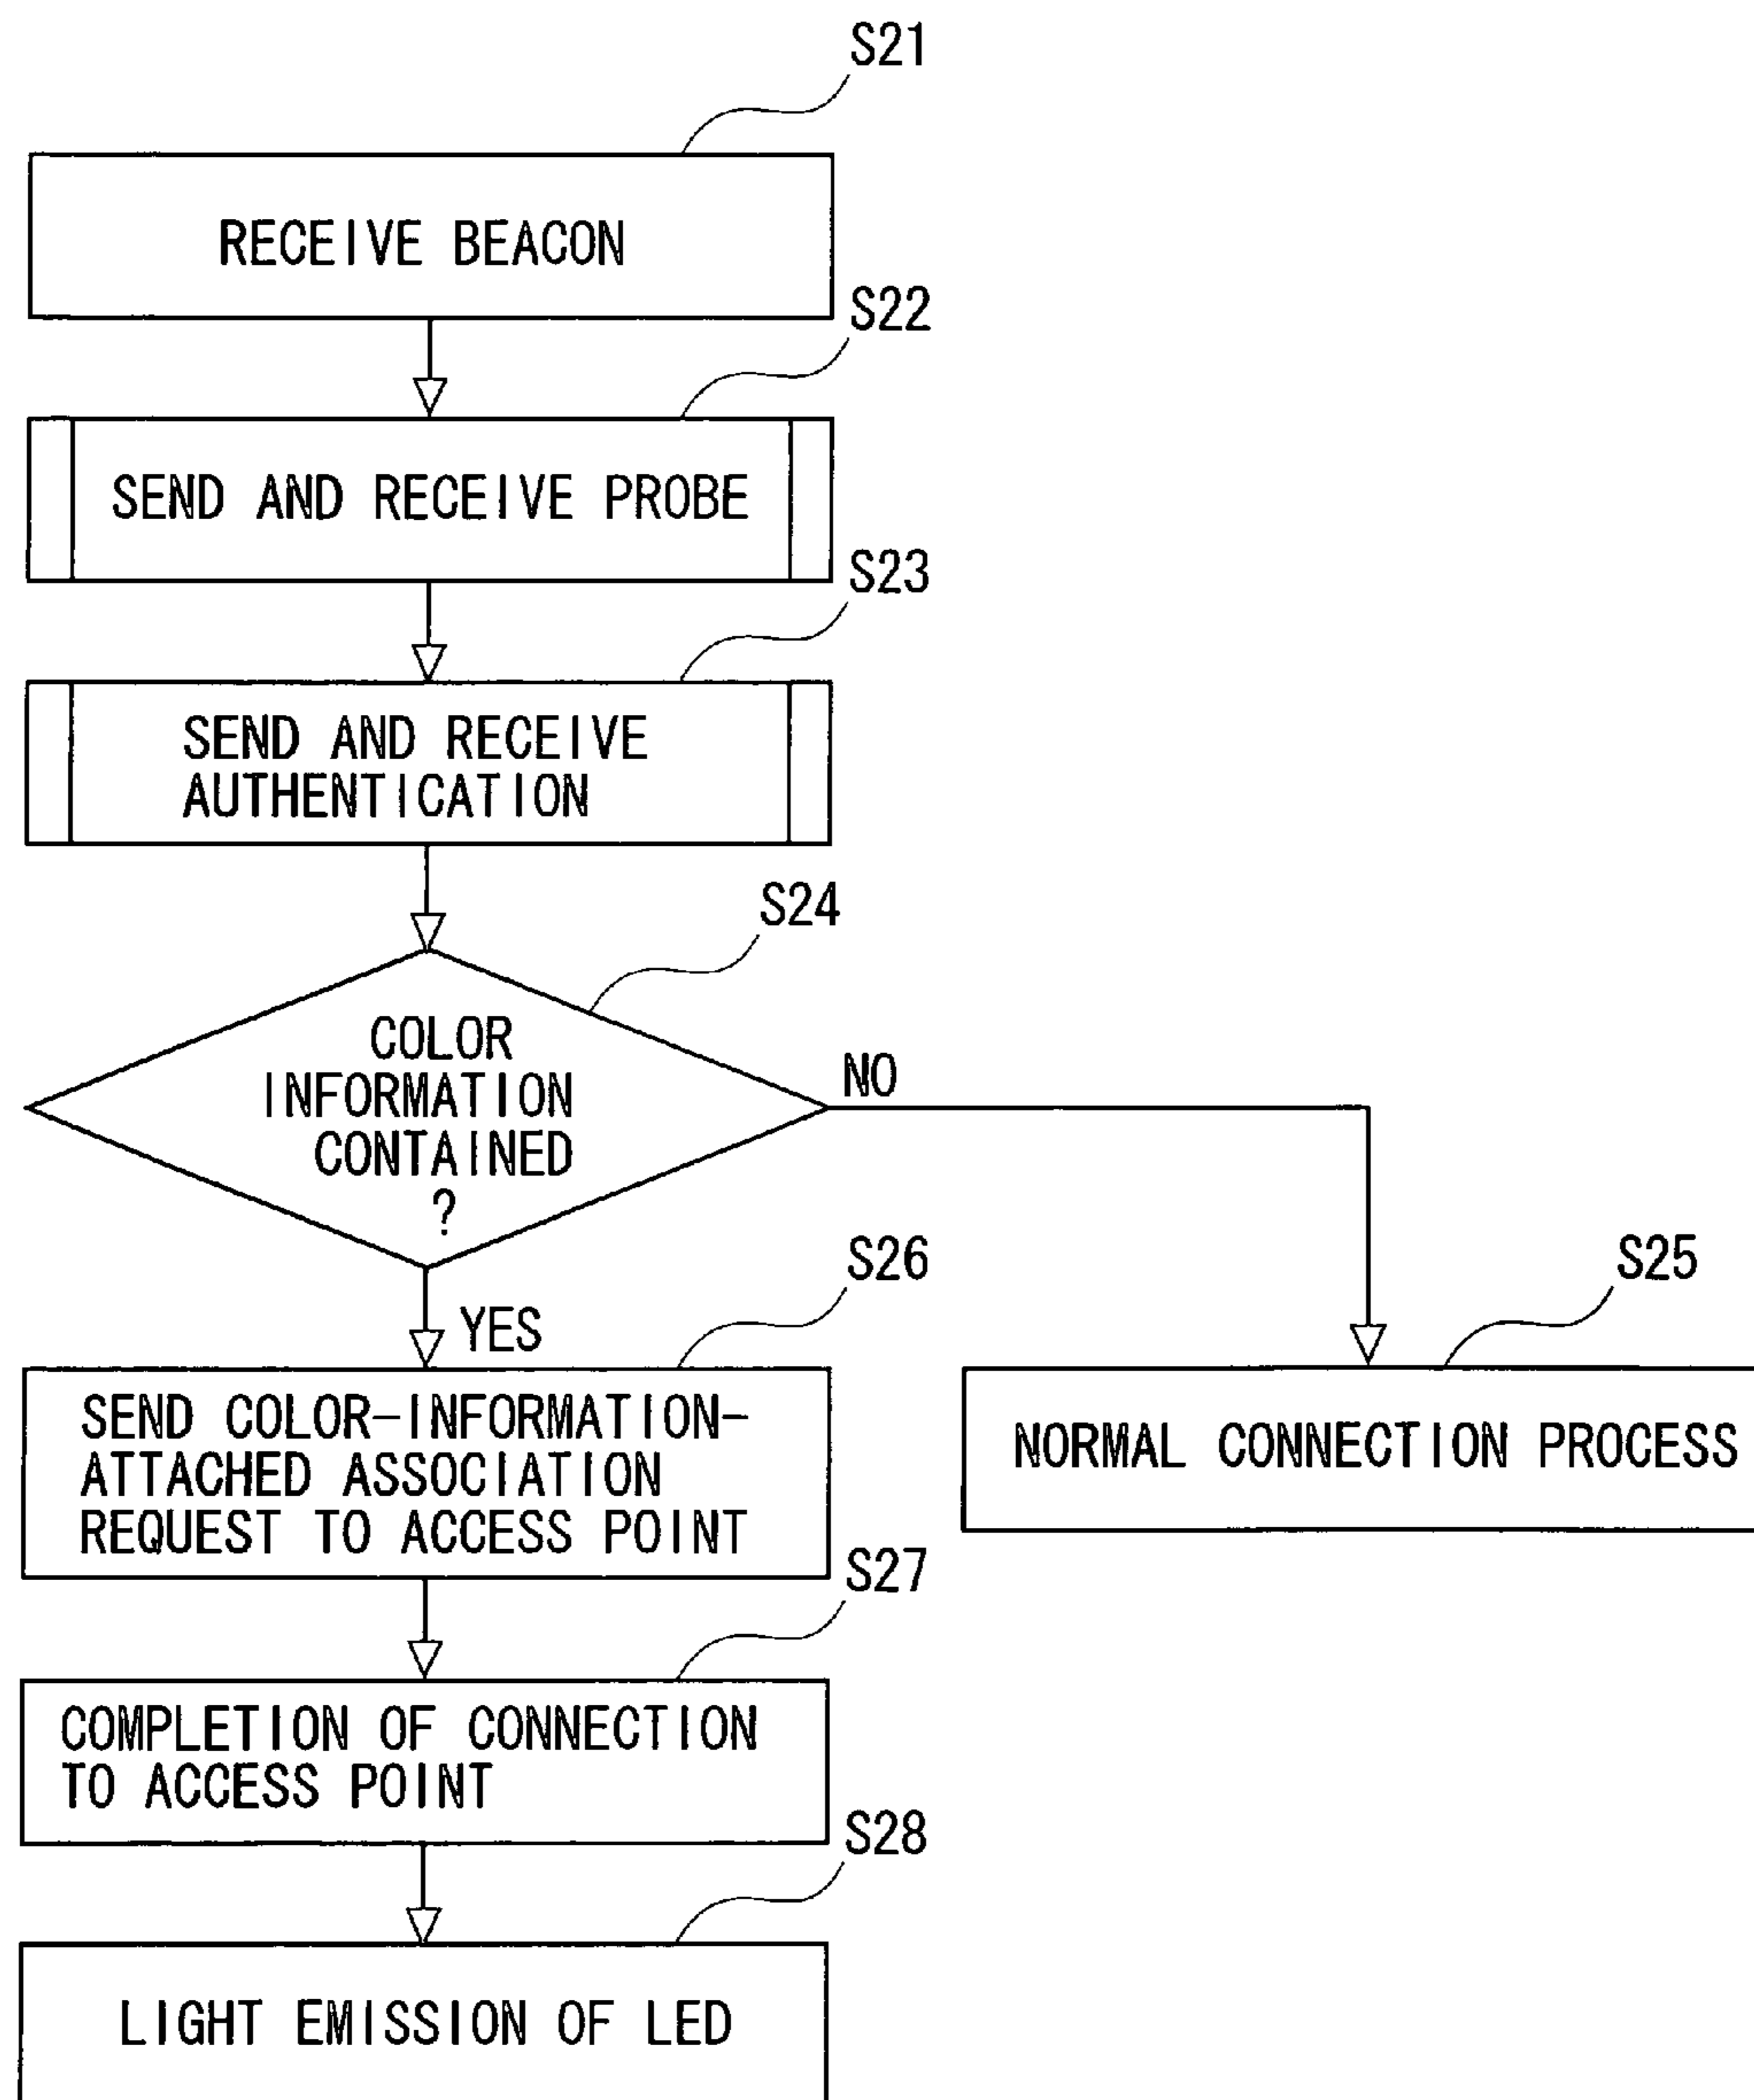 S21
RECEIVE BEACON
S22
SEND AND RECEIVE PROBE
S23
SEND AND RECEIVE
AUTHENTICATION
S24
COLOR
INFORMATION
CONTAINED
?
NO
YES
S26
SEND COLOR-INFORMATION-
ATTACHED ASSOCIATION
REQUEST TO ACCESS POINT
S25
NORMAL CONNECTION PROCESS
S27
COMPLETION OF CONNECTION
TO ACCESS POINT
S28
LIGHT EMISSION OF LED